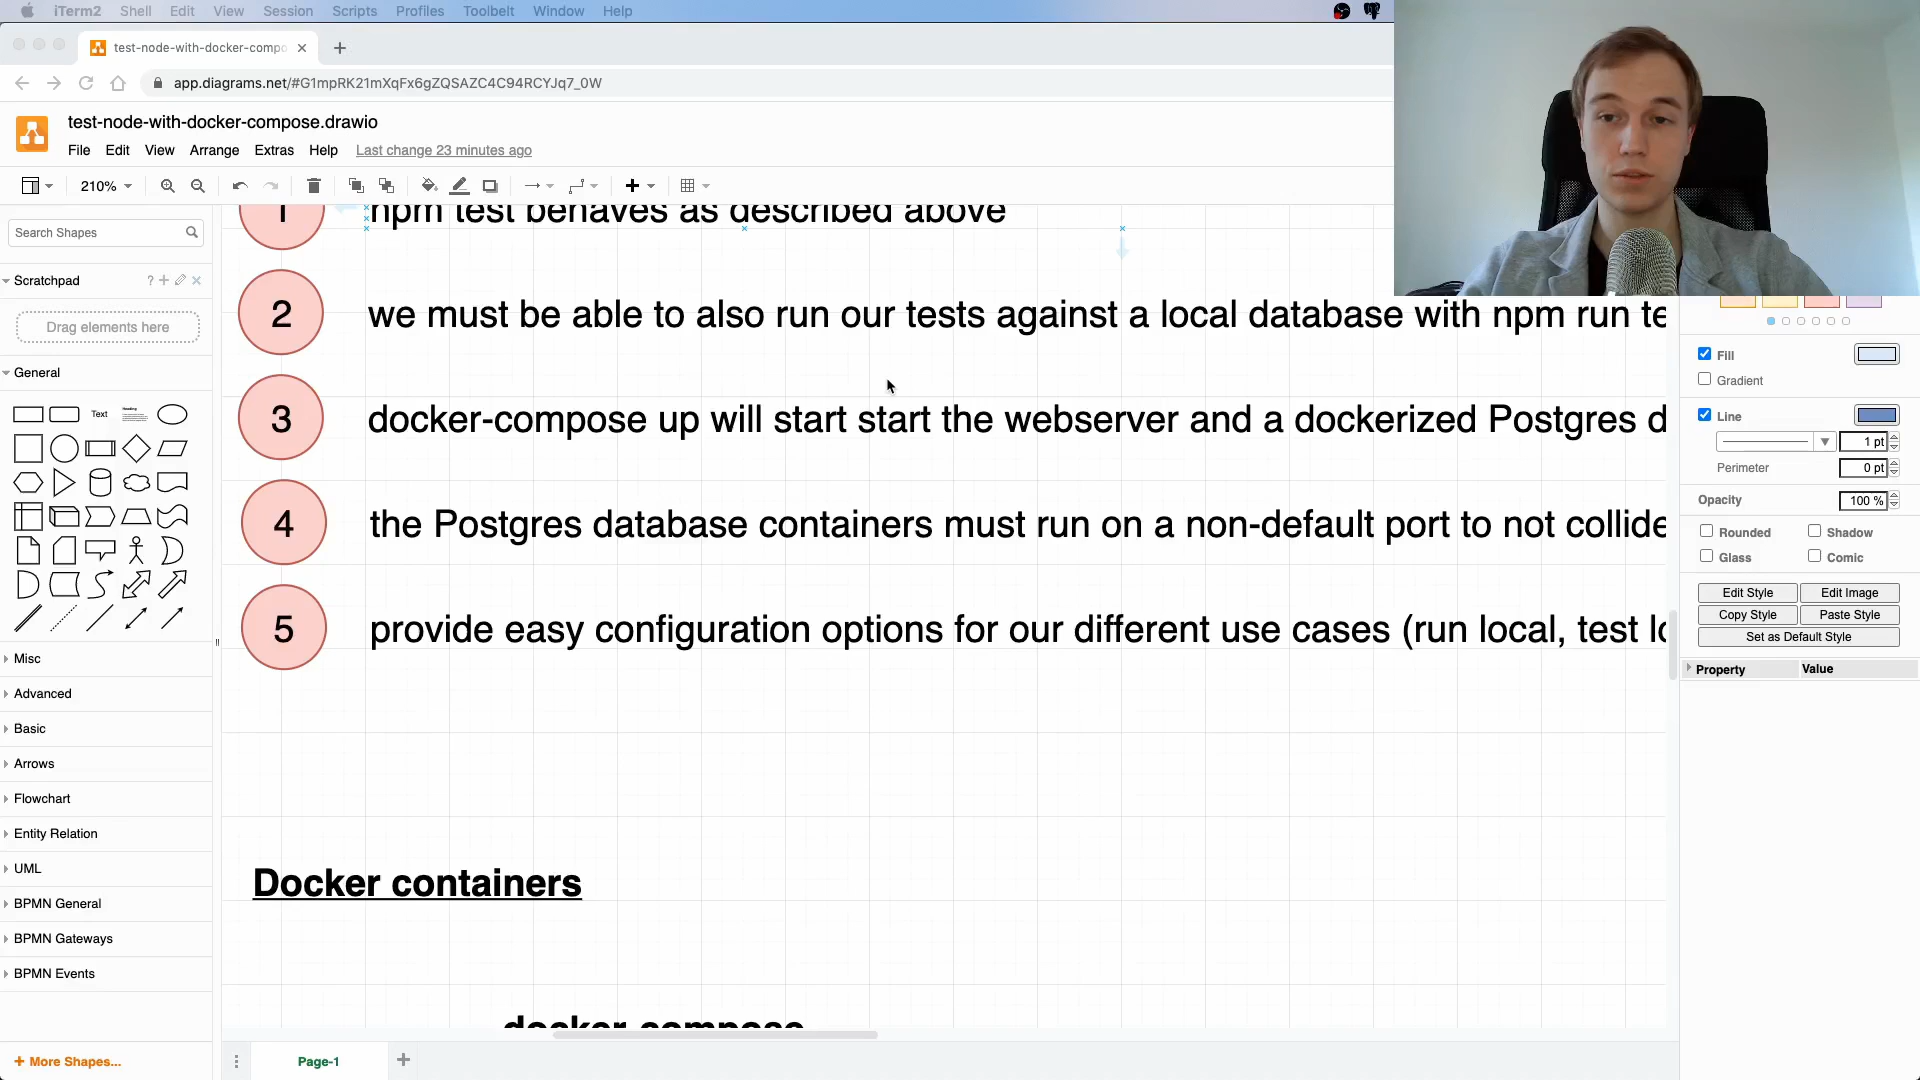 iTerm2 Shell Edit View Session Scripts Profiles Toolbelt Window Help
test-node-with-docker-compo
app.diagrams.net/#G1mpRK21mXqFx6gZQSAZC4C94RCYJq7_0W
test-node-with-docker-compose.drawio
File Edit View Arrange Extras Help Last change 23 minutes ago
210%
Search Shapes
Scratchpad
?
Drag elements here
General
Text
Heading
Misc
Advanced
Basic
Arrows
Flowchart
Entity Relation
UML
BPMN General
BPMN Gateways
BPMN Events
+ More Shapes...
1 npm test behaves as described above
2 we must be able to also run our tests against a local database with npm run te
3 docker-compose up will start start the webserver and a dockerized Postgres d
4 the Postgres database containers must run on a non-default port to not collide
5 provide easy configuration options for our different use cases (run local, test lo
Docker containers
docker-compose
Page-1
Fill
Gradient
Line
1 pt
Perimeter 0 pt
Opacity 100 %
Rounded Shadow
Glass Comic
Edit Style Edit Image
Copy Style Paste Style
Set as Default Style
Property Value